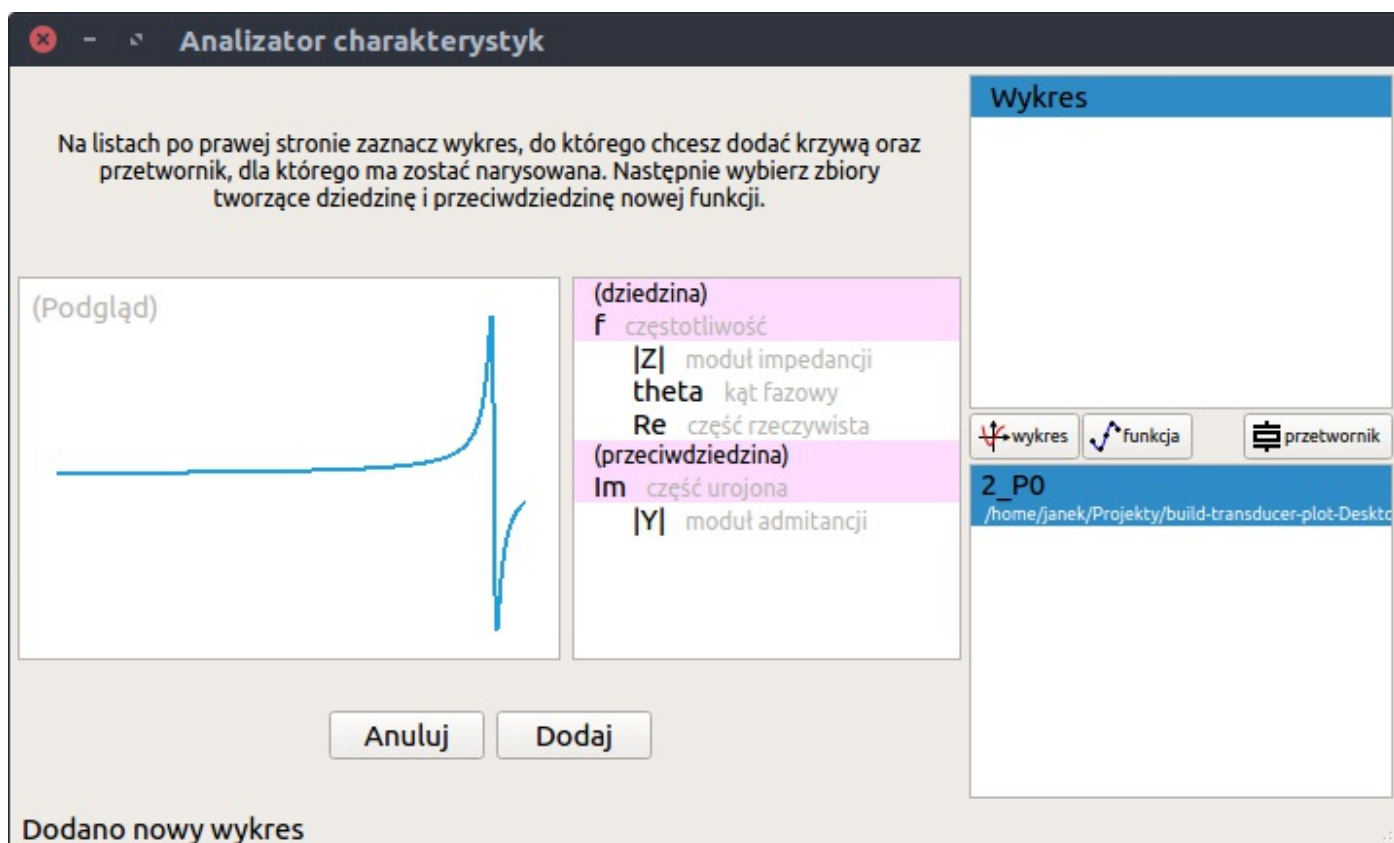 Analizator charakterystyk
Na listach po prawej stronie zaznacz wykres, do którego chcesz dodać krzywą oraz
przetwornik, dla którego ma zostać narysowana. Następnie wybierz zbiory
tworzące dziedzinę i przeciwdziedzinę nowej funkcji.
(Podgląd)
(dziedzina)
f częstotliwość
|Z| moduł impedancji
theta kąt fazowy
Re część rzeczywista
(przeciwdziedzina)
Im część urojona
|Y| moduł admitancji
Anuluj
Dodaj
Wykres
wykres
funkcja
przetwornik
2_P0
/home/janek/Projekty/build-transducer-plot-Deskto
Dodano nowy wykres